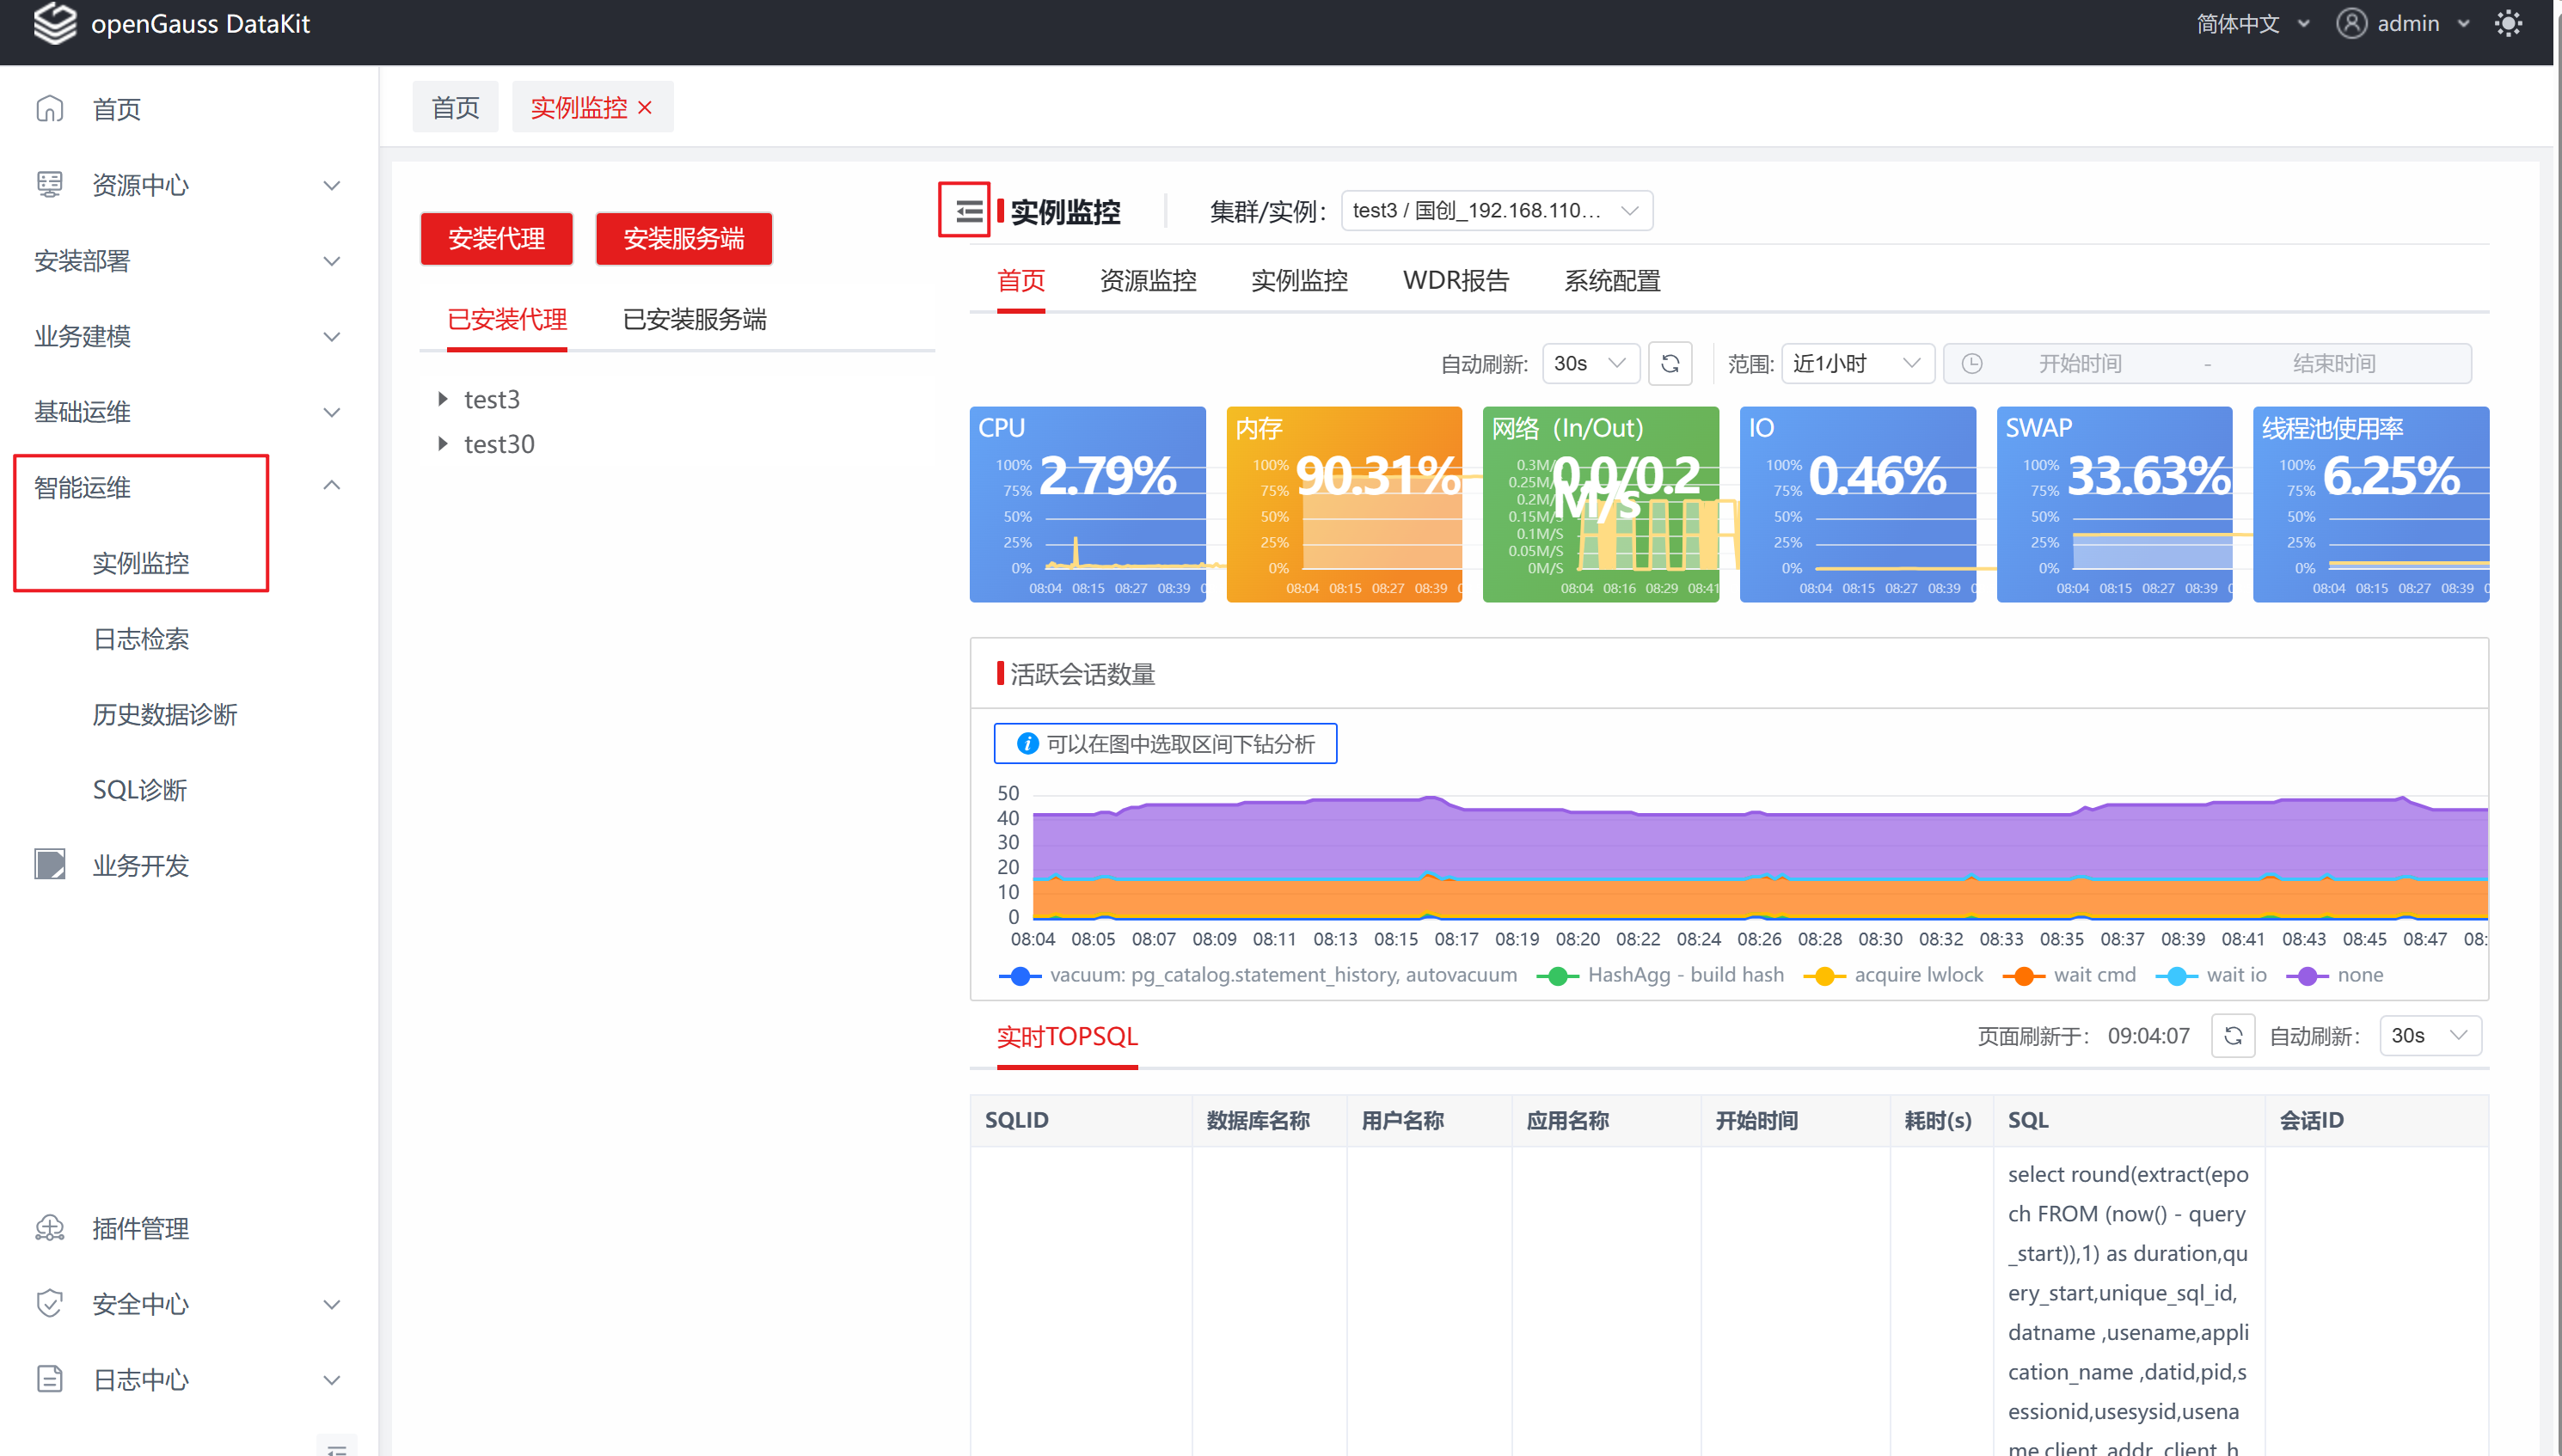 openGauss DataKit
简体中文
admin
首页
资源中心
安装部署
业务建模
基础运维
智能运维
实例监控
日志检索
历史数据诊断
SQL诊断
业务开发
插件管理
安全中心
日志中心
首页
实例监控
安装代理
安装服务端
已安装代理
已安装服务端
test3
test30
实例监控
集群/实例：
test3 / 国创_192.168.110...
首页
资源监控
实例监控
WDR报告
系统配置
自动刷新:
30s
范围:
近1小时
开始时间
-
结束时间
CPU
2.79%
100%
75%
50%
25%
0%
08:04 08:15 08:27 08:39
内存
90.31%
100%
75%
50%
25%
0%
08:04 08:15 08:27 08:39
网络（In/Out）
0.0/0.2
M/s
0.3M/
0.25M/
0.2M/
0.15M/S
0.1M/S
0.05M/S
0M/S
08:04 08:16 08:29 08:41
IO
0.46%
100%
75%
50%
25%
0%
08:04 08:15 08:27 08:39
SWAP
33.63%
100%
75%
50%
25%
0%
08:04 08:15 08:27 08:39
线程池使用率
6.25%
100%
75%
50%
25%
0%
08:04 08:15 08:27 08:39
活跃会话数量
可以在图中选取区间下钻分析
50
40
30
20
10
0
08:04 08:05 08:07 08:09 08:11 08:13 08:15 08:17 08:19 08:20 08:22 08:24 08:26 08:28 08:30 08:32 08:33 08:35 08:37 08:39 08:41 08:43 08:45 08:47 08:
vacuum: pg_catalog.statement_history, autovacuum
HashAgg - build hash
acquire lwlock
wait cmd
wait io
none
实时TOPSQL
页面刷新于： 09:04:07
自动刷新：
30s
SQLID
数据库名称
用户名称
应用名称
开始时间
耗时(s)
SQL
会话ID
select round(extract(epo
ch FROM (now() - query
_start)),1) as duration,qu
ery_start,unique_sql_id,
datname ,usename,appli
cation_name ,datid,pid,s
essionid,usesysid,usena
me,client_addr, client_h